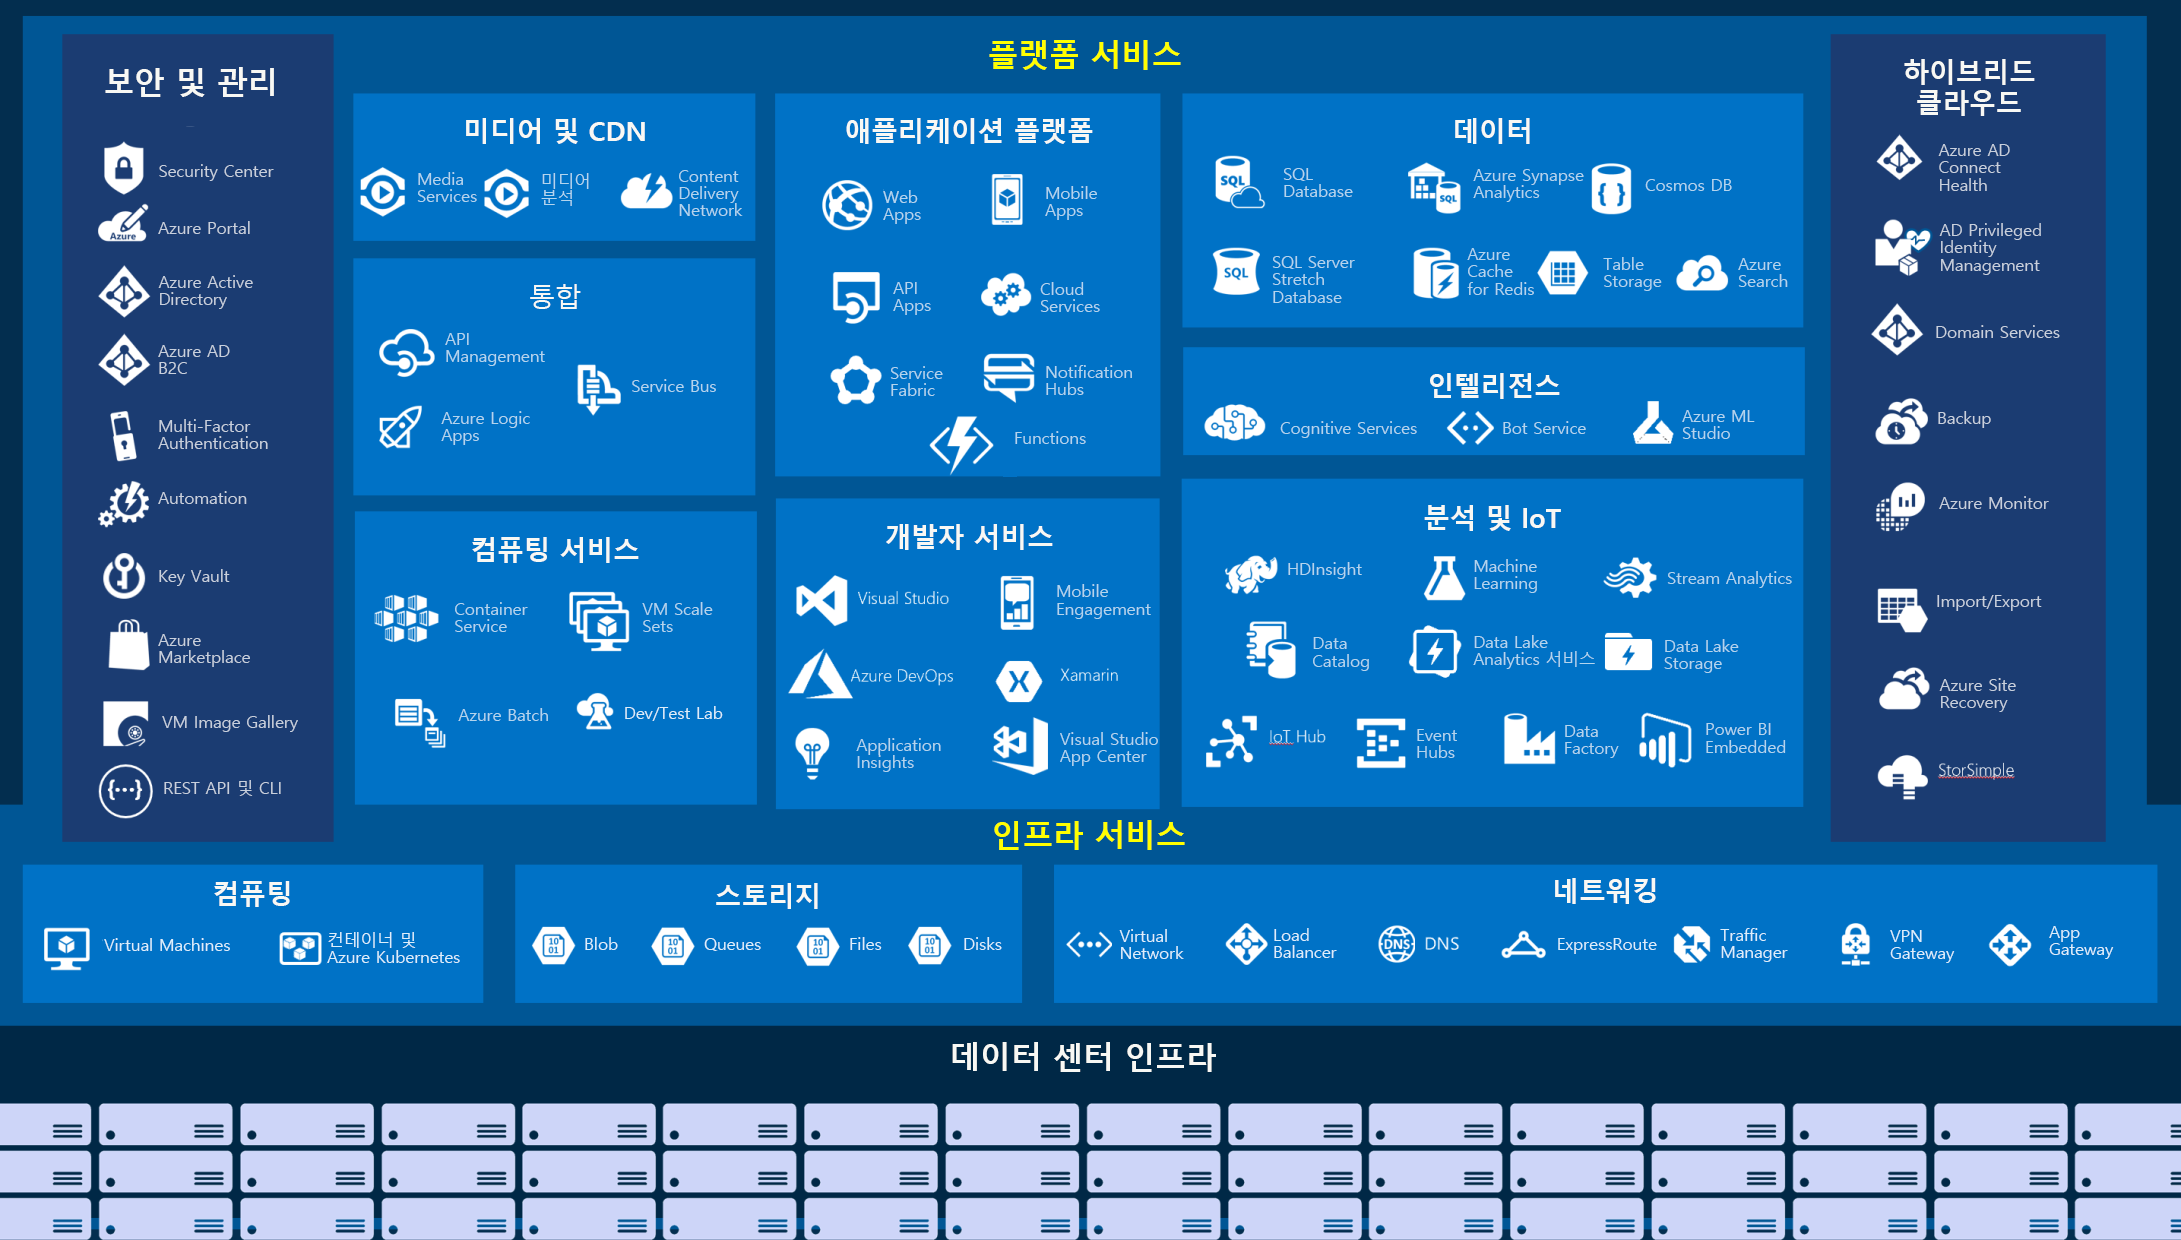 플랫폼 서비스
보안 및 관리
Security Center
Azure Portal
Azure
Azure Active
Directory
Azure AD
B2C
Multi-Factor
Authentication
Automation
Key Vault
Azure
Marketplace
VM Image Gallery
REST API 및 CLI
미디어 및 CDN
Media
Services
미디어
분석
Content
Delivery
Network
통합
API
Management
Service Bus
Azure Logic
Apps
컴퓨팅 서비스
Container
Service
VM Scale
Sets
Azure Batch
Dev/Test Lab
애플리케이션 플랫폼
Web
Apps
Mobile
Apps
API
Apps
Cloud
Services
Service
Fabric
Notification
Hubs
Functions
개발자 서비스
Visual Studio
Mobile
Engagement
Azure DevOps
Xamarin
Application
Insights
Visual Studio
App Center
데이터
SQL
SQL
Database
SQL
Azure Synapse
Analytics
Cosmos DB
SQL
SQL Server
Stretch
Database
Azure
Cache
for Redis
Table
Storage
Azure
Search
인텔리전스
Cognitive Services
Bot Service
Azure ML
Studio
분석 및 IoT
HDInsight
Machine
Learning
Stream Analytics
Data
Catalog
Data Lake
Analytics 서비스
Data Lake
Storage
IoT Hub
Event
Hubs
Data
Factory
Power BI
Embedded
하이브리드
클라우드
Azure AD
Connect
Health
AD Privileged
Identity
Management
Domain Services
Backup
Azure Monitor
Import/Export
Azure Site
Recovery
StorSimple
인프라 서비스
컴퓨팅
Virtual Machines
컨테이너 및
Azure Kubernetes
스토리지
10
01
Blob
10
01
Queues
10
01
Files
10
01
Disks
네트워킹
Virtual
Network
Load
Balancer
DNS
DNS
ExpressRoute
Traffic
Manager
VPN
Gateway
App
Gateway
데이터 센터 인프라